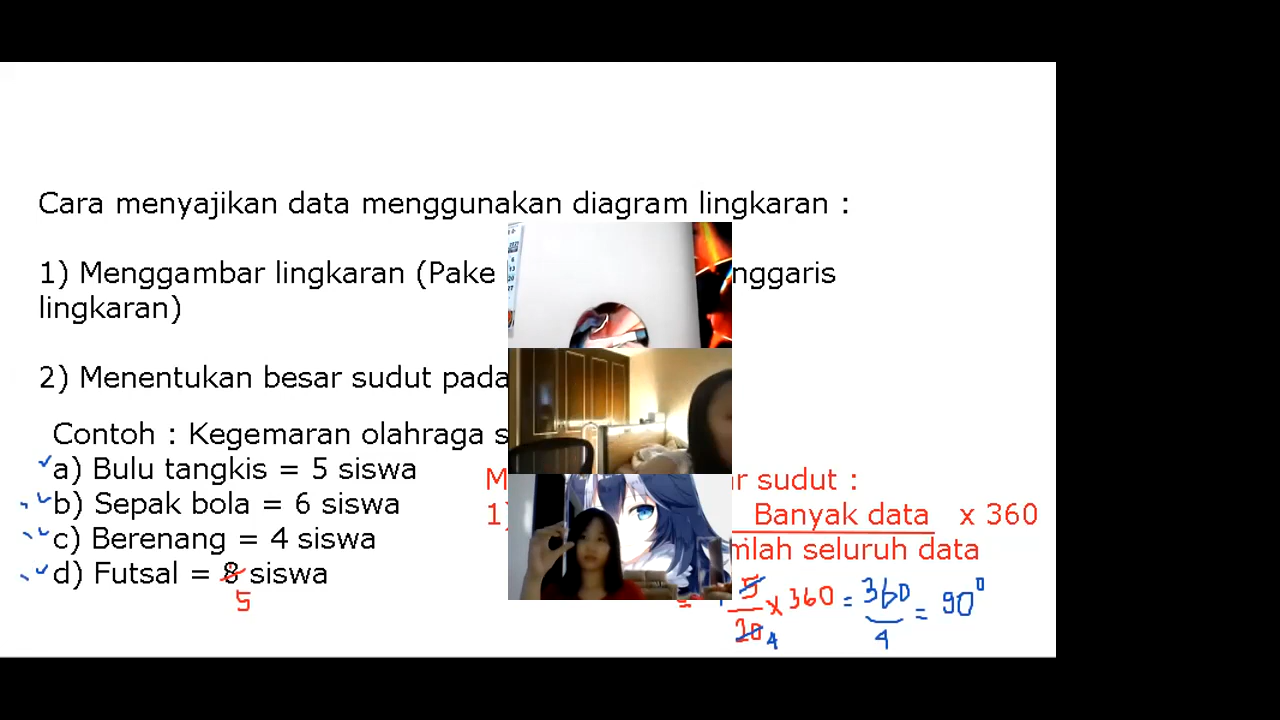 Cara menyajikan data menggunakan diagram lingkaran :
1) Menggambar lingkaran (Pake nggaris
lingkaran)
2) Menentukan besar sudut pada
Contoh : Kegemaran olahraga s
a) Bulu tangkis = 5 siswa
b) Sepak bola = 6 siswa
c) Berenang = 4 siswa
d) Futsal = 8 siswa
5
M r sudut :
1) Banyak data x 360
mlah seluruh data
5 x 360 = 360 = 90⁰
20 4 4